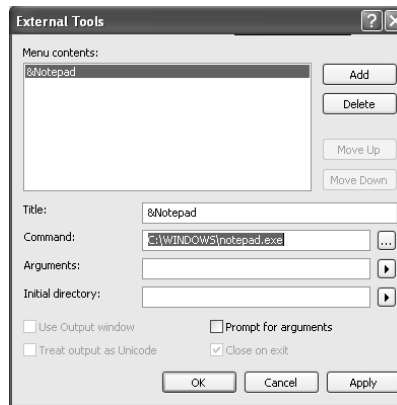 External Tools
Menu contents:
&Notepad
Add
Delete
Move Up
Move Down
Title:
&Notepad
Command:
C:\WINDOWS\notepad.exe
...
Arguments:
Initial directory:
Use Output window
Prompt for arguments
Treat output as Unicode
Close on exit
OK
Cancel
Apply